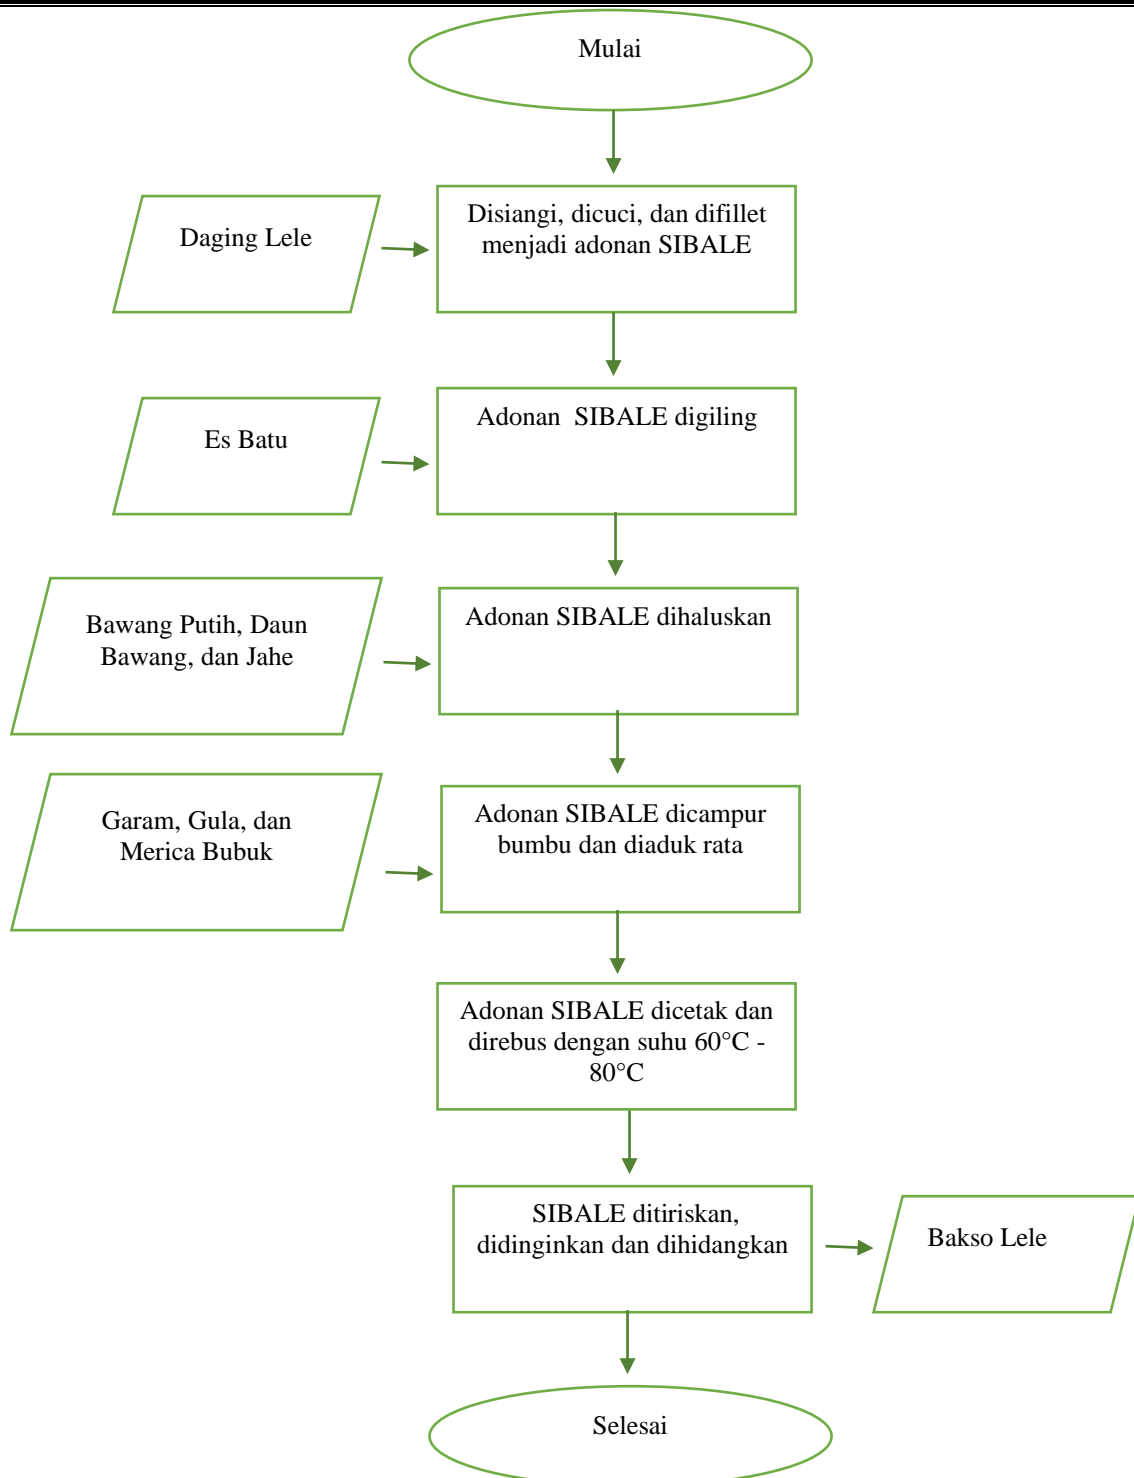 Mulai
Daging Lele
Disiangi, dicuci, dan difillet
menjadi adonan SIBALE
Es Batu
Adonan  SIBALE digiling
Bawang Putih, Daun
Bawang, dan Jahe
Adonan SIBALE dihaluskan
Garam, Gula, dan
Merica Bubuk
Adonan SIBALE dicampur
bumbu dan diaduk rata
Adonan SIBALE dicetak dan
direbus dengan suhu 60°C -
80°C
SIBALE ditiriskan,
didinginkan dan dihidangkan
Bakso Lele
Selesai